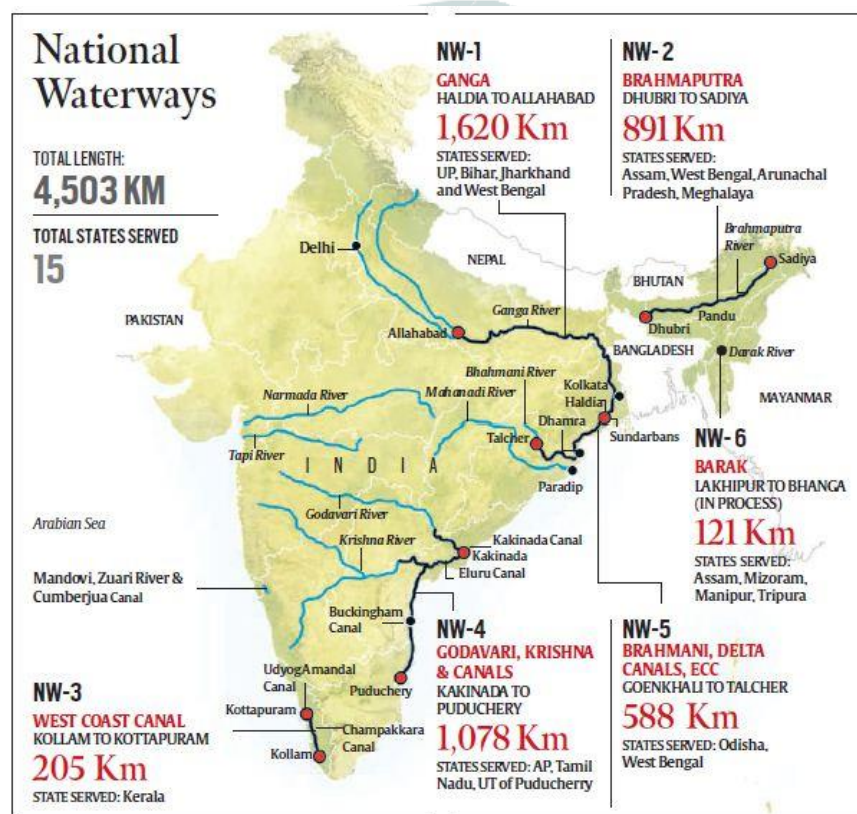 National
Waterways
TOTAL LENGTH:
4,503 KM
TOTAL STATES SERVED
15
NW-1
GANGA
HALDIA TO ALLAHABAD
1,620 Km
STATES SERVED:
UP, Bihar, Jharkhand
and West Bengal
NW-2
BRAHMAPUTRA
DHUBRI TO SADIYA
891 Km
STATES SERVED:
Assam, West Bengal, Arunachal
Pradesh, Meghalaya
Brahmaputra
River
Sadiya
Delhi
NEPAL
BHUTAN
PAKISTAN
Ganga River
Pandu
Dhubri
Allahabad
BANGLADESH
Darak River
Bhahmani River
Kolkata
Narmada River
Mahanadi River
Haldia
MAYANMAR
Dhamra
Talcher
Sundarbans
Tapi River
INDIA
Paradip
NW-6
BARAK
LAKHIPUR TO BHANGA
(IN PROCESS)
121 Km
STATES SERVED:
Assam, Mizoram,
Manipur, Tripura
Arabian Sea
Godavari River
Krishna River
Kakinada Canal
Kakinada
Eluru Canal
Mandovi, Zuari River &
Cumberjua Canal
Buckingham
Canal
NW-4
GODAVARI, KRISHNA
& CANALS
KAKINADA TO
PUDUCHERY
1,078 Km
STATES SERVED: AP, Tamil
Nadu, UT of Puducherry
NW-5
BRAHMANI, DELTA
CANALS, ECC
GOENKHALI TO TALCHER
588 Km
STATES SERVED: Odisha,
West Bengal
UdyogAmandal
Canal
Puduchery
NW-3
WEST COAST CANAL
KOLLAM TO KOTTAPURAM
205 Km
STATE SERVED: Kerala
Kottapuram
Champakkara
Canal
Kollam